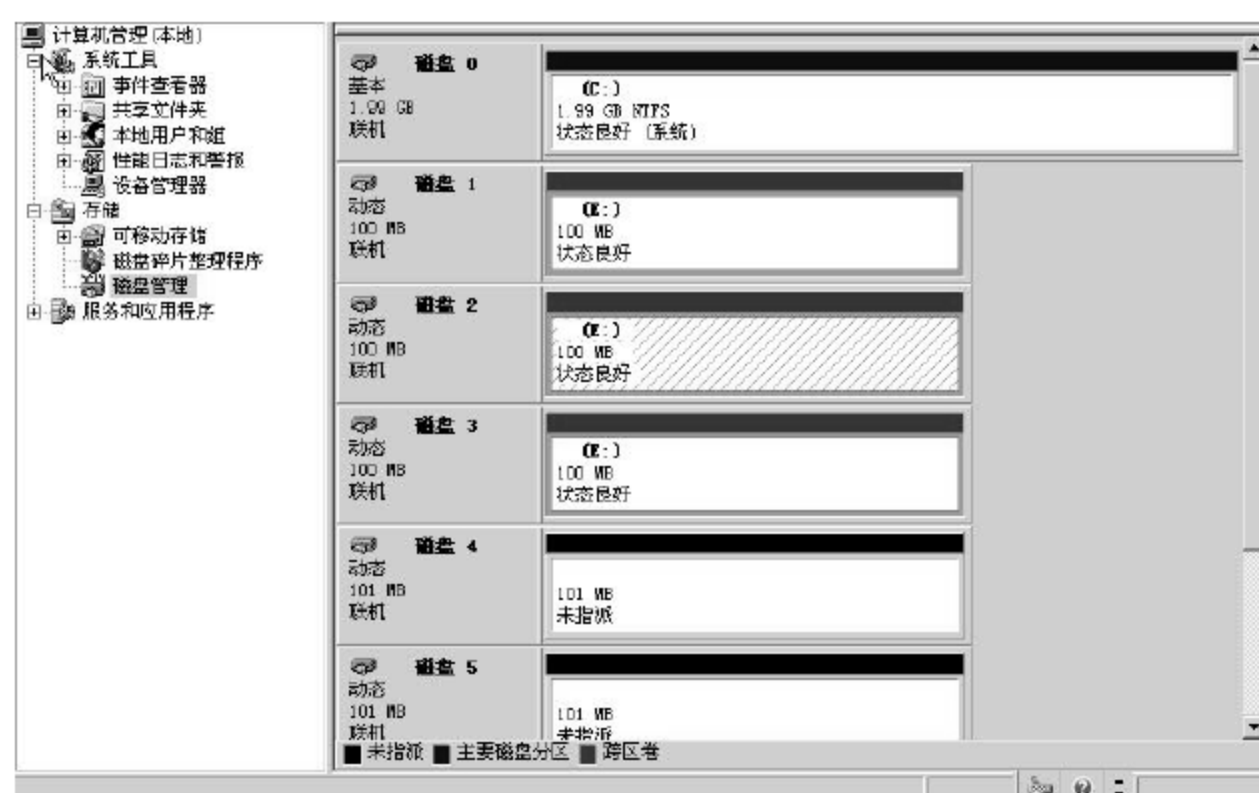 计算机管理(本地)
系统工具
事件查看器
共享文件夹
本地用户和组
性能日志和警报
设备管理器
存储
可移动存储
磁盘碎片整理程序
磁盘管理
服务和应用程序
磁盘 0
基本
1.99 GB
联机
(C:)
1.99 GB NTFS
状态良好 (系统)
磁盘 1
动态
100 MB
联机
(E:)
100 MB
状态良好
磁盘 2
动态
100 MB
联机
(E:)
100 MB
状态良好
磁盘 3
动态
100 MB
联机
(E:)
100 MB
状态良好
磁盘 4
动态
101 MB
联机
101 MB
未指派
磁盘 5
动态
101 MB
联机
101 MB
未指派
未指派 主要磁盘分区 跨区卷